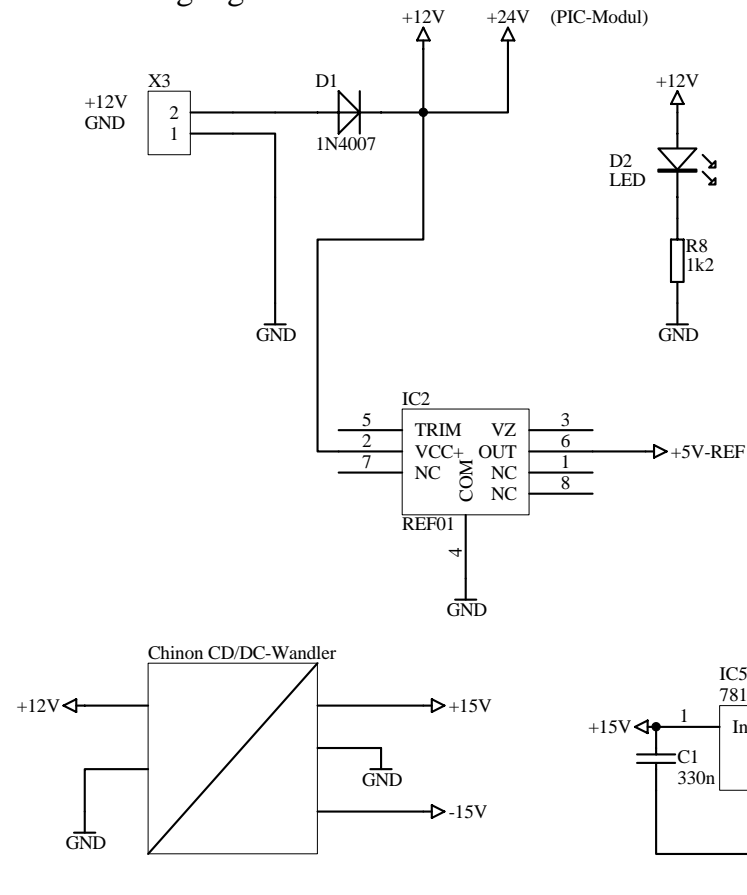 +12V
+24V (PIC-Modul)
X3
D1
+12V
+12V
GND
2
1
1N4007
D2
LED
R8
1k2
GND
GND
IC2
5
TRIM
VZ
3
2
VCC+
OUT
6
+5V-REF
7
NC
COM
NC
1
NC
8
REF01
4
GND
Chinon CD/DC-Wandler
IC5
781
+12V
+15V
+15V
1
In
GND
C1
330n
-15V
GND